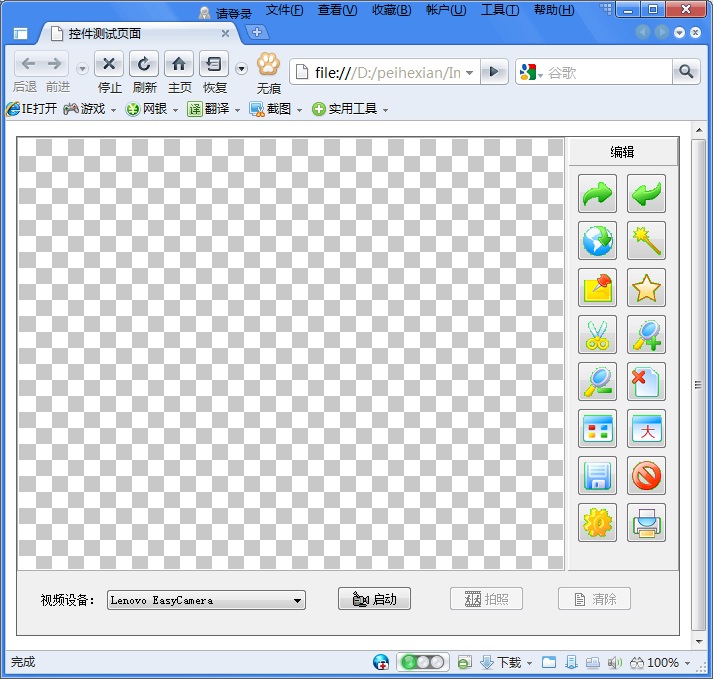 请登录 文件(F) 查看(V) 收藏(B) 帐户(U) 工具(T) 帮助(H)
控件测试页面
后退 前进 停止 刷新 主页 恢复 无痕 file:///D:/peihexian/In 谷歌
IE打开 游戏 网银 译 翻译 截图 实用工具
编辑
大
视频设备: Lenovo EasyCamera 启动 拍照 清除
完成 下载 100%